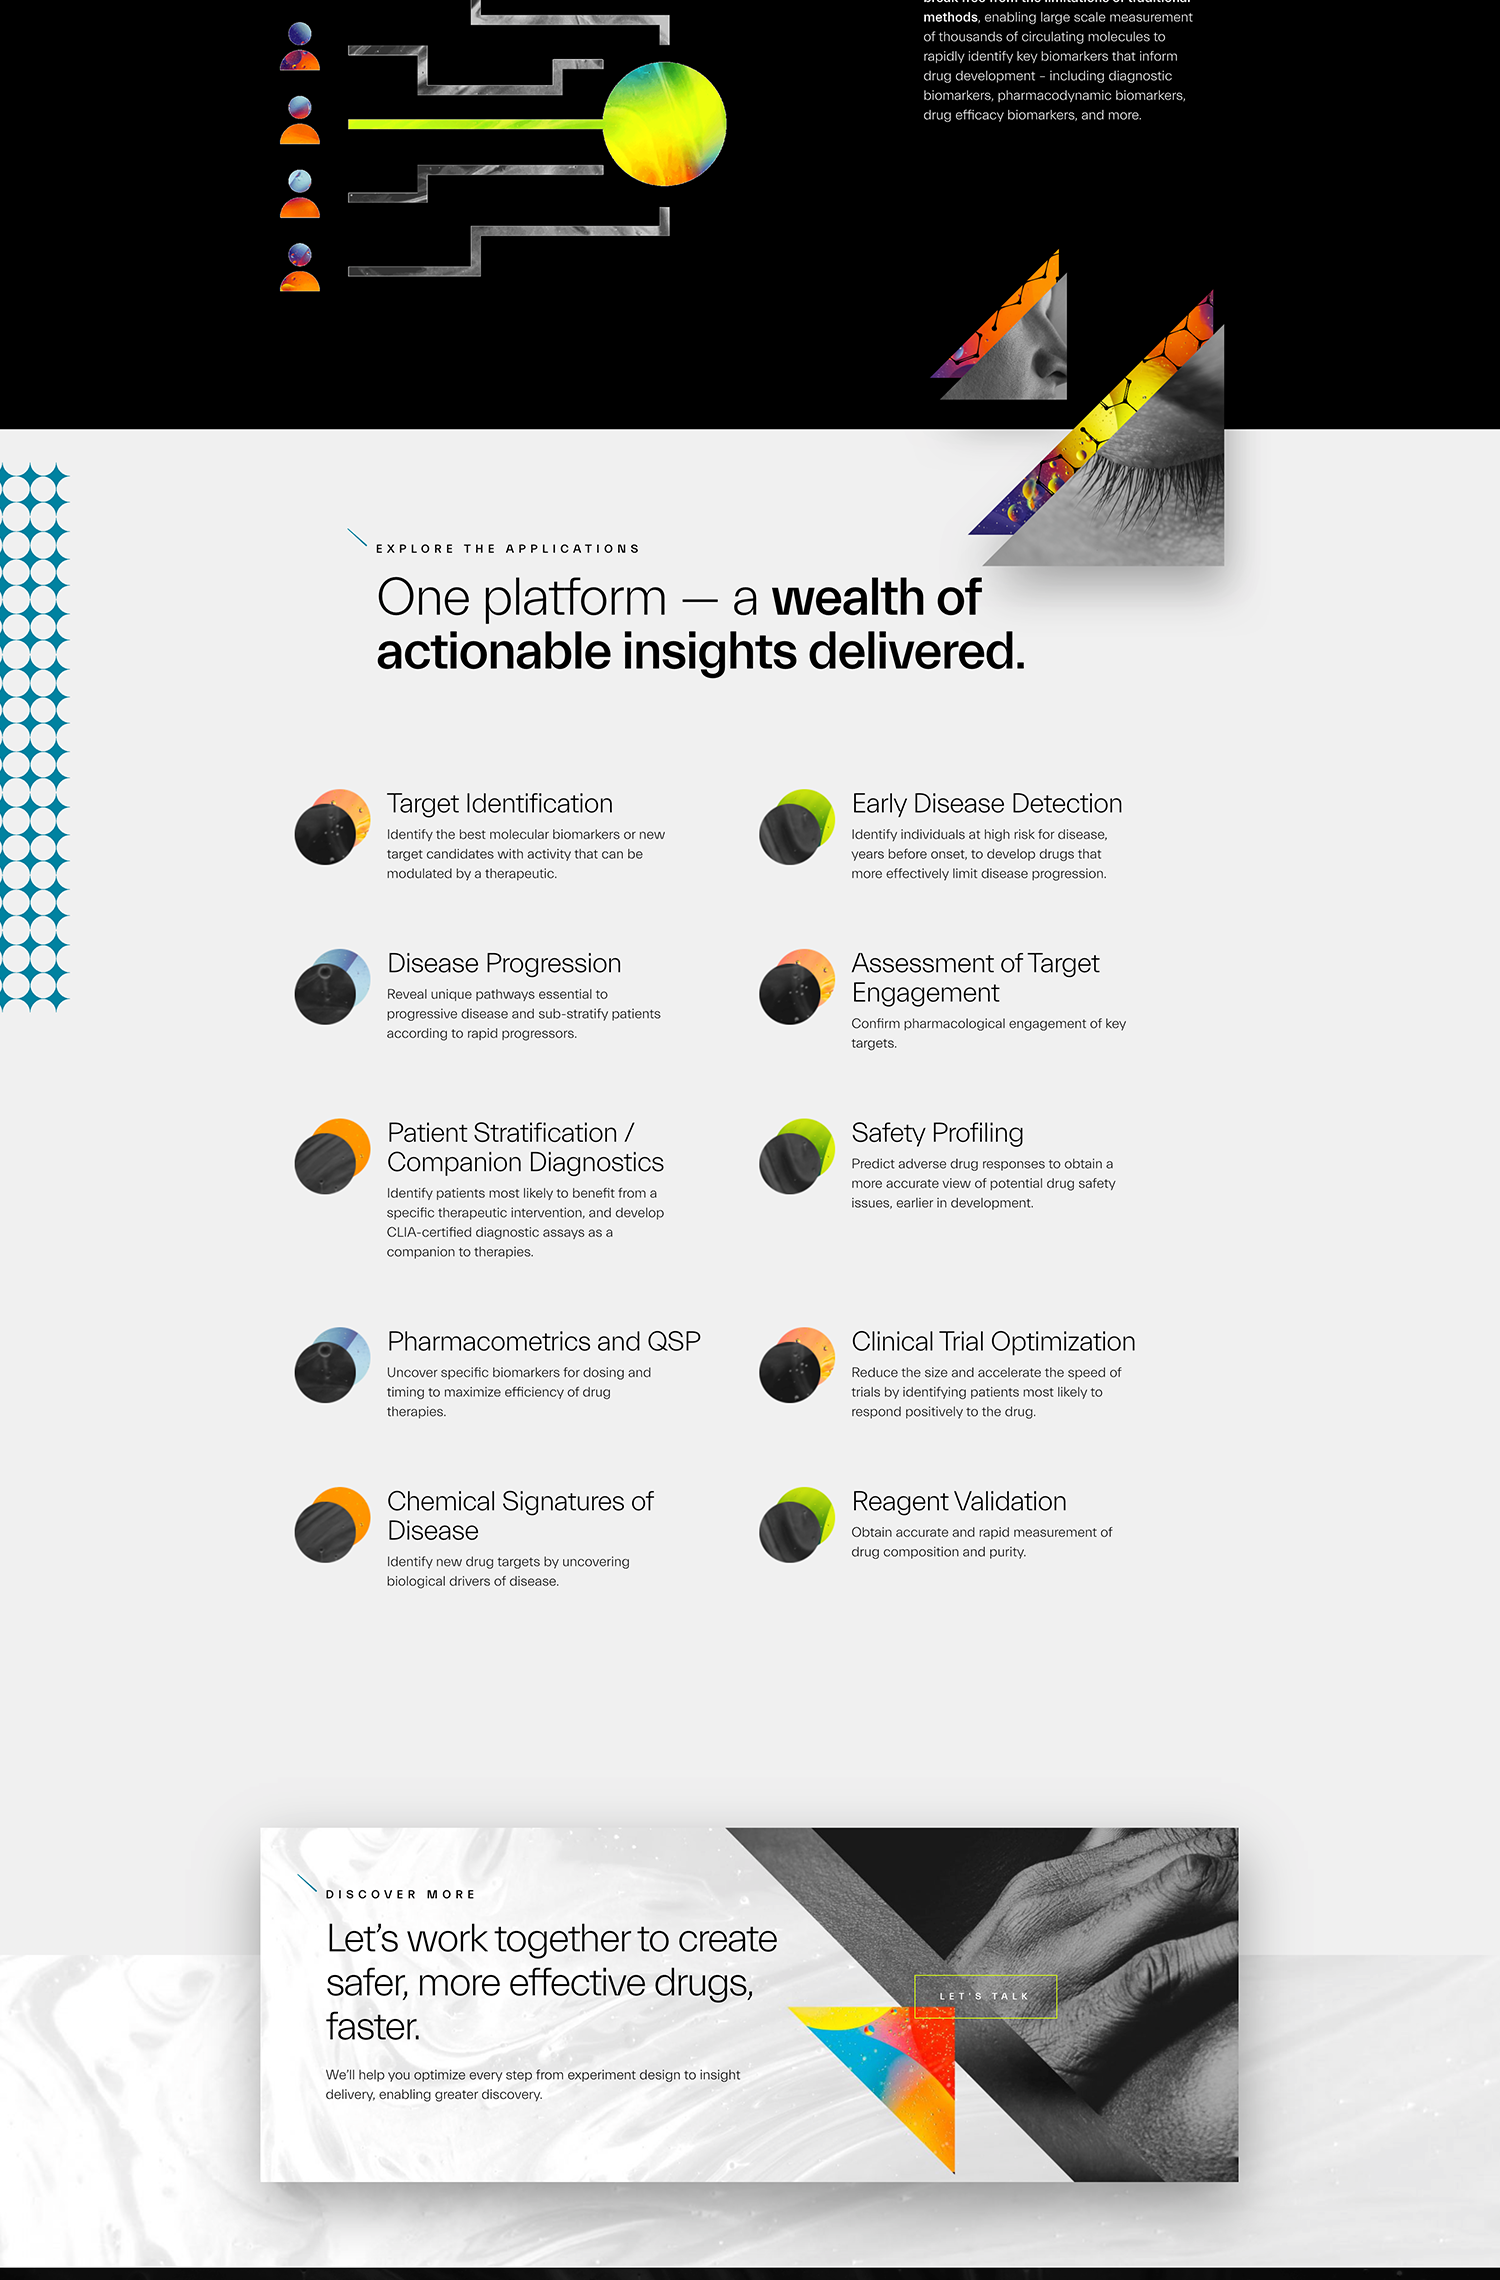 break free from the limitations of traditional
methods, enabling large scale measurement
of thousands of circulating molecules to
rapidly identify key biomarkers that inform
drug development – including diagnostic
biomarkers, pharmacodynamic biomarkers,
drug efficacy biomarkers, and more.
EXPLORE THE APPLICATIONS
One platform — a wealth of
actionable insights delivered.
Target Identification
Identify the best molecular biomarkers or new
target candidates with activity that can be
modulated by a therapeutic.
Early Disease Detection
Identify individuals at high risk for disease,
years before onset, to develop drugs that
more effectively limit disease progression.
Disease Progression
Reveal unique pathways essential to
progressive disease and sub-stratify patients
according to rapid progressors.
Assessment of Target
Engagement
Confirm pharmacological engagement of key
targets.
Patient Stratification /
Companion Diagnostics
Identify patients most likely to benefit from a
specific therapeutic intervention, and develop
CLIA-certified diagnostic assays as a
companion to therapies.
Safety Profiling
Predict adverse drug responses to obtain a
more accurate view of potential drug safety
issues, earlier in development.
Pharmacometrics and QSP
Uncover specific biomarkers for dosing and
timing to maximize efficiency of drug
therapies.
Clinical Trial Optimization
Reduce the size and accelerate the speed of
trials by identifying patients most likely to
respond positively to the drug.
Chemical Signatures of
Disease
Identify new drug targets by uncovering
biological drivers of disease.
Reagent Validation
Obtain accurate and rapid measurement of
drug composition and purity.
DISCOVER MORE
Let’s work together to create
safer, more effective drugs,
faster.
We’ll help you optimize every step from experiment design to insight
delivery, enabling greater discovery.
LET'S TALK